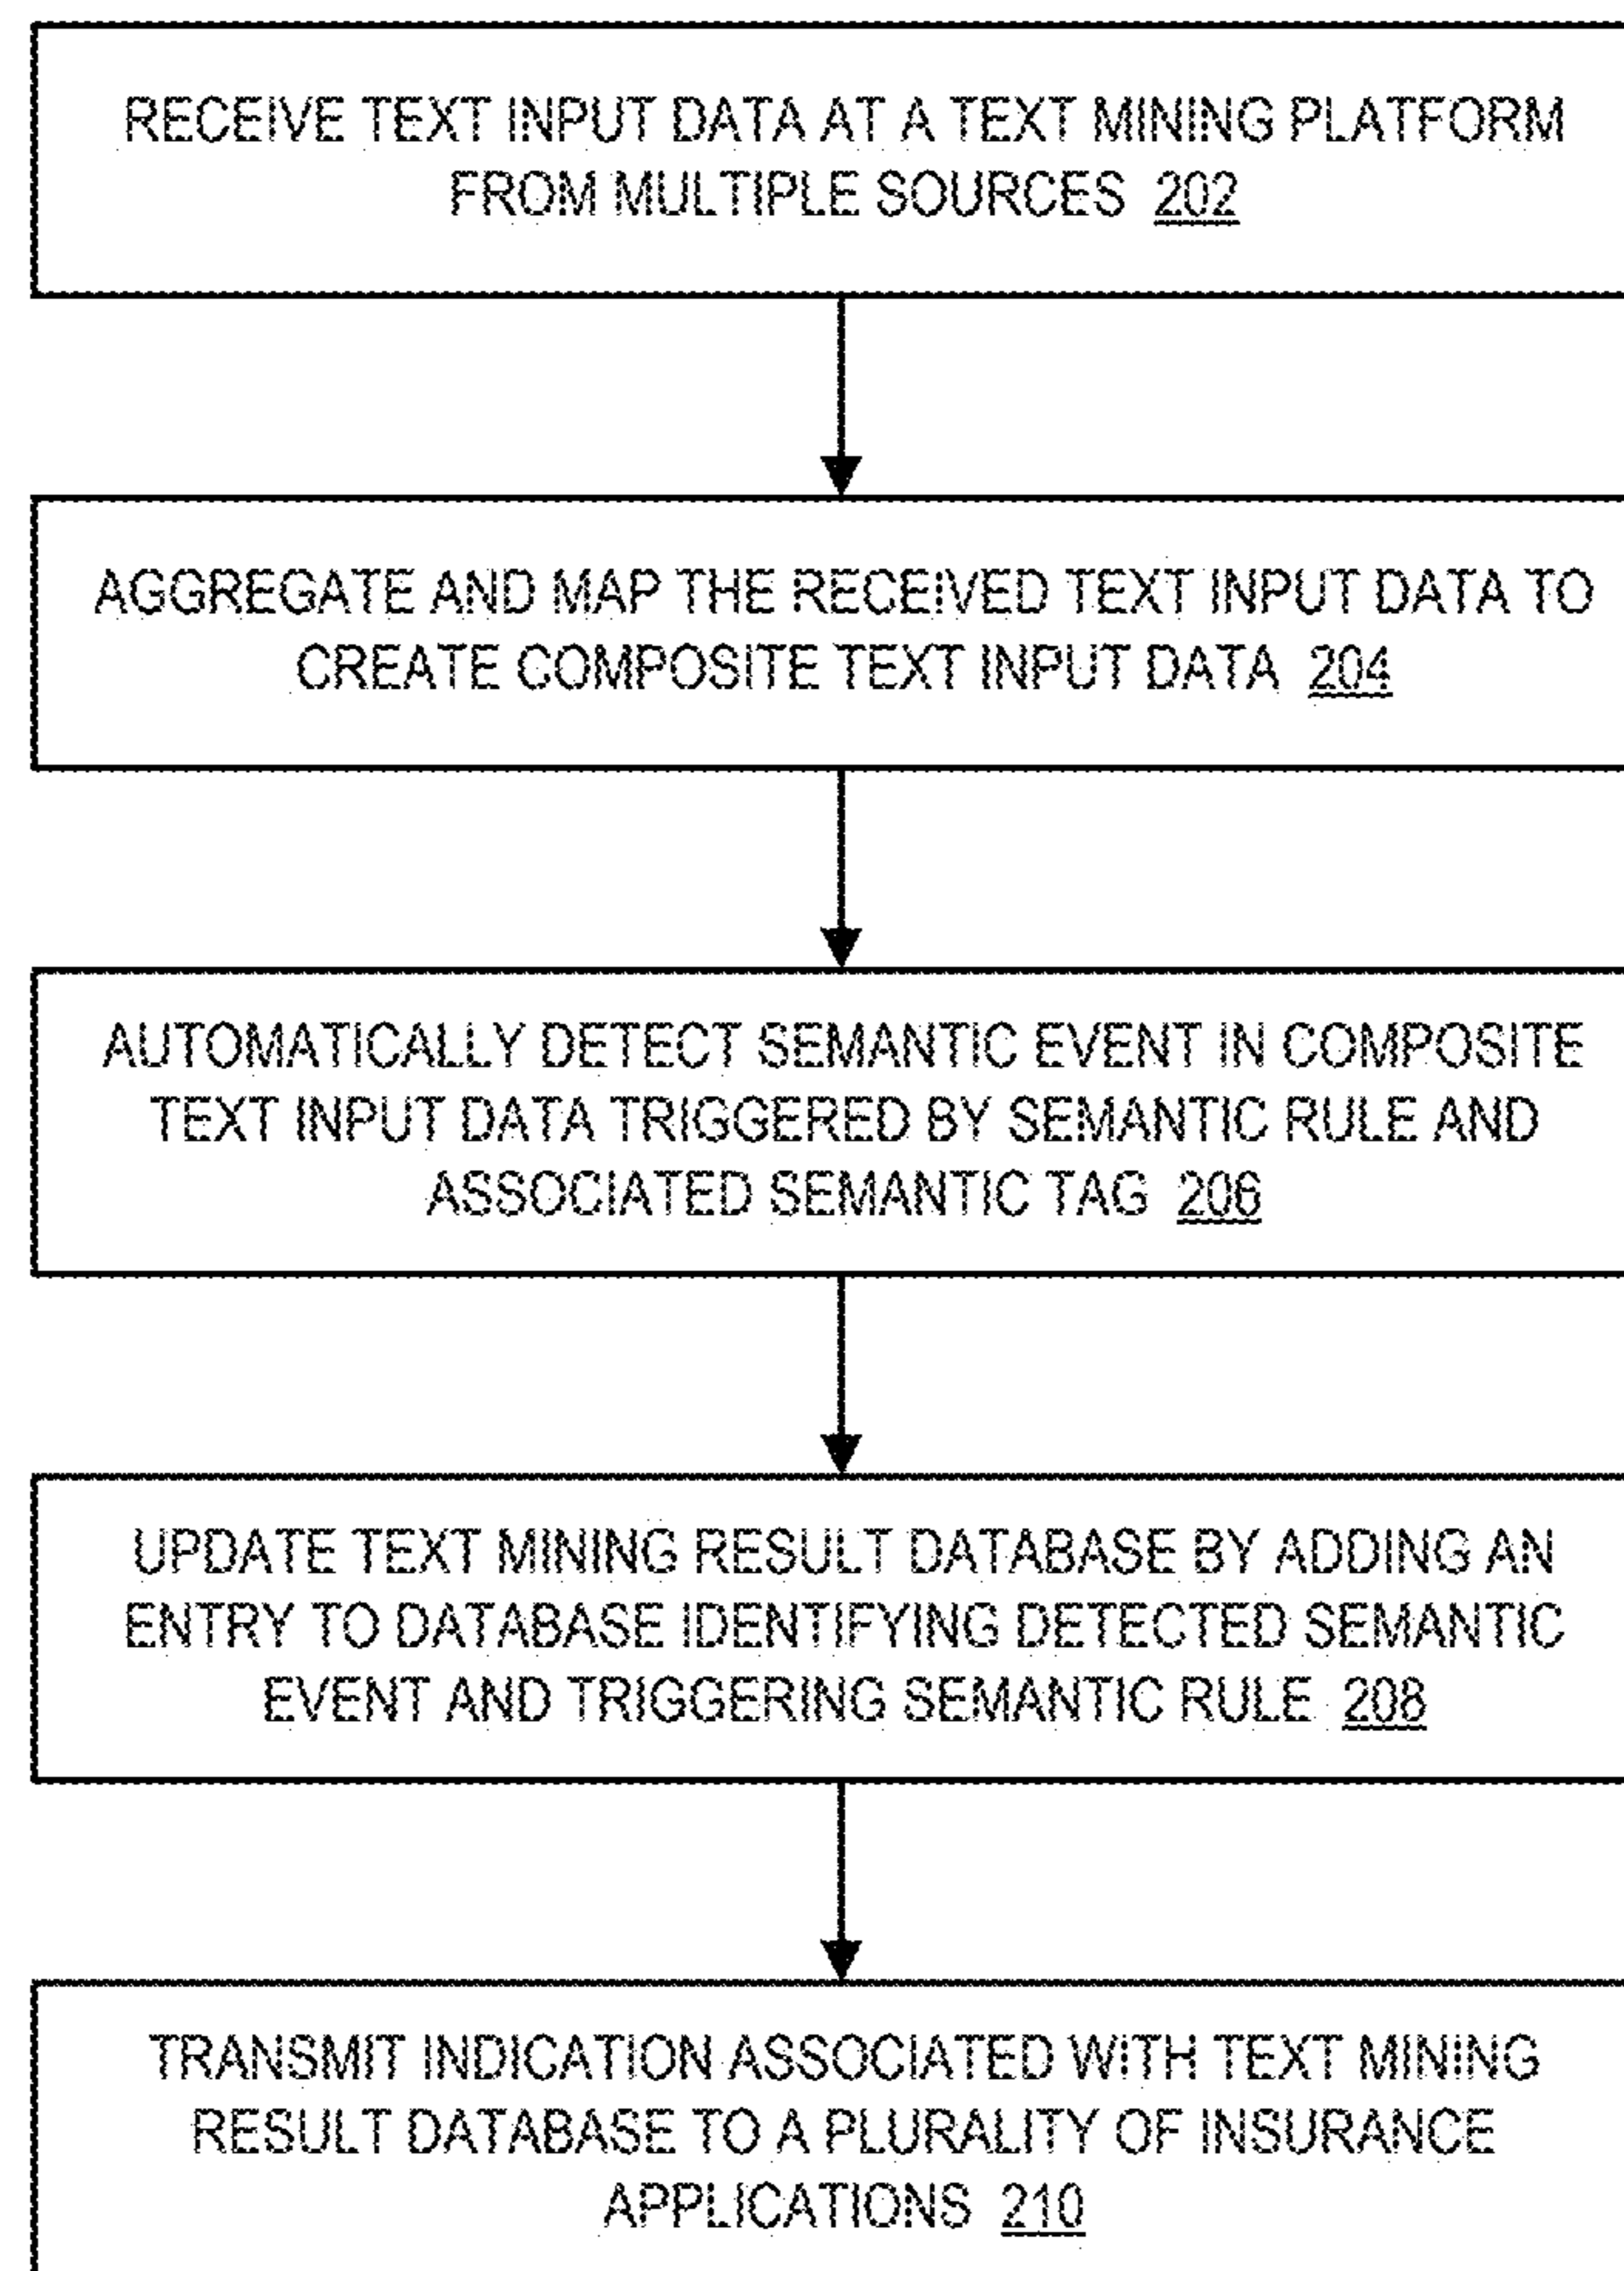 RECEIVE TEXT INPUT DATA AT A TEXT MINING PLATFORM
FROM MULTIPLE SOURCES 202
AGGREGATE AND MAP THE RECEIVED TEXT INPUT DATA TO
CREATE COMPOSITE TEXT INPUT DATA 204
AUTOMATICALLY DETECT SEMANTIC EVENT IN COMPOSITE
TEXT INPUT DATA TRIGGERED BY SEMANTIC RULE AND
ASSOCIATED SEMANTIC TAG 206
UPDATE TEXT MINING RESULT DATABASE BY ADDING AN
ENTRY TO DATABASE IDENTIFYING DETECTED SEMANTIC
EVENT AND TRIGGERING SEMANTIC RULE 208
TRANSMIT INDICATION ASSOCIATED WITH TEXT MINING
RESULT DATABASE TO A PLURALITY OF INSURANCE
APPLICATIONS 210